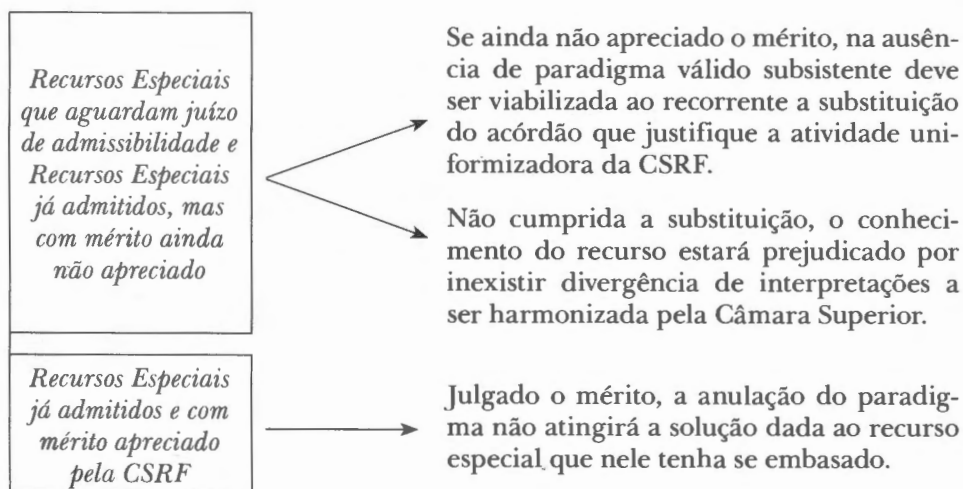 Recursos Especiais
que aguardam juízo
de admissibilidade e
Recursos Especiais
já admitidos, mas
com mérito ainda
não apreciado
Se ainda não apreciado o mérito, na ausên-
cia de paradigma válido subsistente deve
ser viabilizada ao recorrente a substituição
do acórdão que justifique a atividade uni-
formizadora da CSRF.
Não cumprida a substituição, o conheci-
mento do recurso estará prejudicado por
inexistir divergência de interpretações a
ser harmonizada pela Câmara Superior.
Recursos Especiais
já admitidos e com
mérito apreciado
pela CSRF
Julgado o mérito, a anulação do paradig-
ma não atingirá a solução dada ao recurso
especial que nele tenha se embasado.